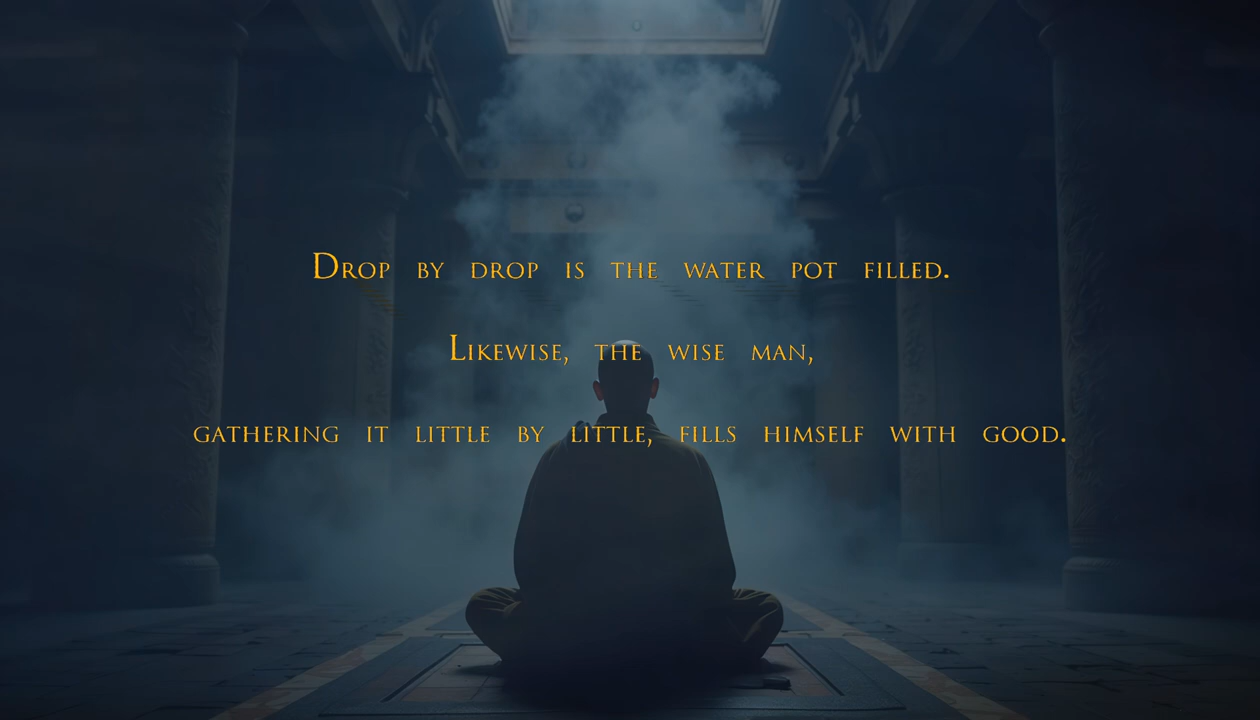 Drop by drop is the water pot filled.
Likewise, the wise man,
gathering it little by little, fills himself with good.